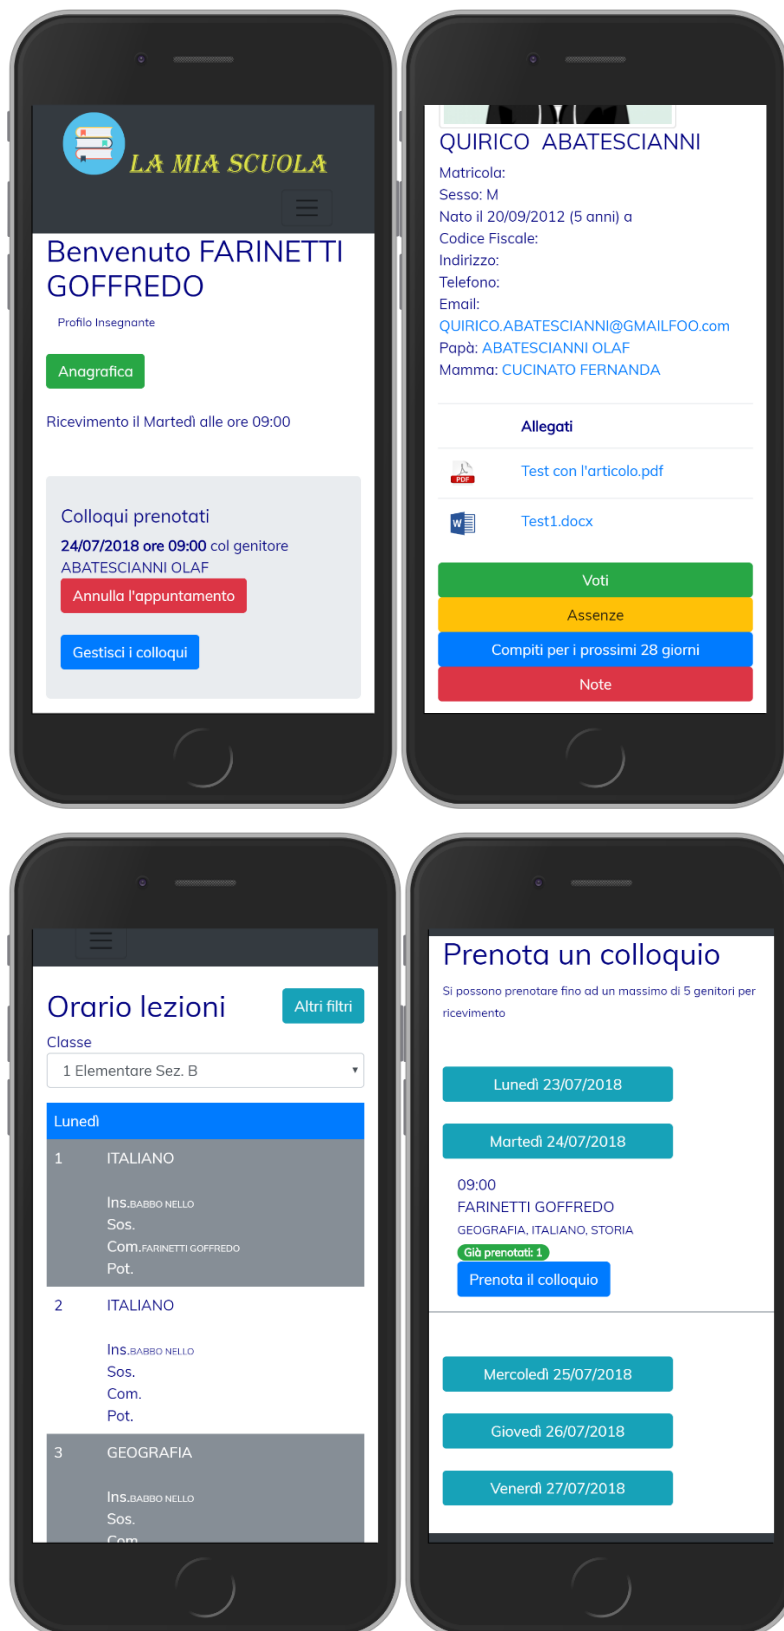 LA MIA SCUOLA
Benvenuto FARINETTI
GOFFREDO
Profilo Insegnante
Anagrafica
Ricevimento il Martedì alle ore 09:00
Colloqui prenotati
24/07/2018 ore 09:00 col genitore
ABATESCIANNI OLAF
Annulla l'appuntamento
Gestisci i colloqui
QUIRICO ABATESCIANNI
Matricola:
Sesso: M
Nato il 20/09/2012 (5 anni) a
Codice Fiscale:
Indirizzo:
Telefono:
Email:
QUIRICO.ABATESCIANNI@GMAILFOO.com
Papà: ABATESCIANNI OLAF
Mamma: CUCINATO FERNANDA
Allegati
PDF Test con l'articolo.pdf
W Test1.docx
Voti
Assenze
Compiti per i prossimi 28 giorni
Note
Orario lezioni Altri filtri
Classe
1 Elementare Sez. B
Lunedì
1 ITALIANO
Ins.BABBO NELLO
Sos.
Com.FARINETTI GOFFREDO
Pot.
2 ITALIANO
Ins.BABBO NELLO
Sos.
Com.
Pot.
3 GEOGRAFIA
Ins.BABBO NELLO
Sos.
Com.
Prenota un colloquio
Si possono prenotare fino ad un massimo di 5 genitori per
ricevimento
Lunedì 23/07/2018
Martedì 24/07/2018
09:00
FARINETTI GOFFREDO
GEOGRAFIA, ITALIANO, STORIA
Già prenotati: 1
Prenota il colloquio
Mercoledì 25/07/2018
Giovedì 26/07/2018
Venerdì 27/07/2018